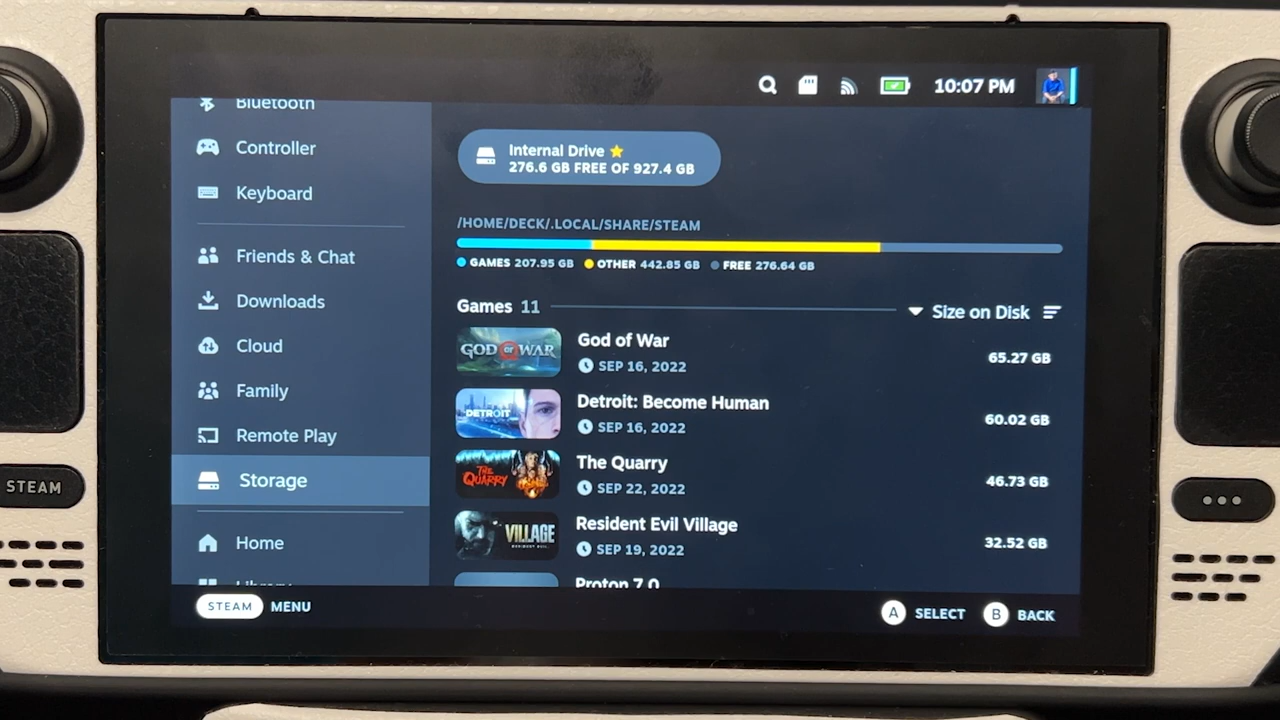 10:07 PM
Bluetooth
Controller
Keyboard
Friends & Chat
Downloads
Cloud
Family
Remote Play
Storage
Home
Library
Internal Drive
276.6 GB FREE OF 927.4 GB
/HOME/DECK/.LOCAL/SHARE/STEAM
GAMES 207.95 GB OTHER 442.85 GB FREE 276.64 GB
Games 11 Size on Disk
GOD OF WAR
God of War
SEP 16, 2022
65.27 GB
DETROIT
Detroit: Become Human
SEP 16, 2022
60.02 GB
THE QUARRY
The Quarry
SEP 22, 2022
46.73 GB
VILLAGE
RESIDENT EVIL
Resident Evil Village
SEP 19, 2022
32.52 GB
Proton 7.0
STEAM MENU
A SELECT B BACK
STEAM